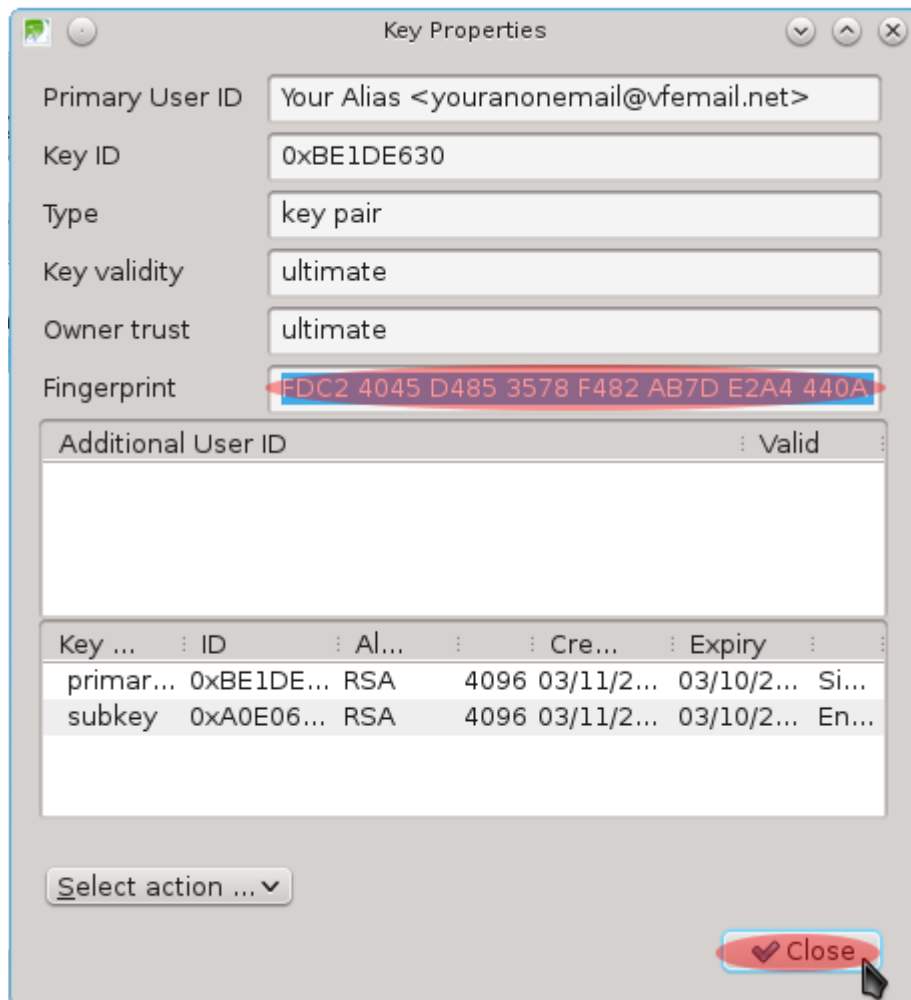 Key Properties
Primary User ID Your Alias <youranonemail@vfemail.net>
Key ID 0xBE1DE630
Type key pair
Key validity ultimate
Owner trust ultimate
Fingerprint FDC2 4045 D485 3578 F482 AB7D E2A4 440A
Additional User ID Valid
Key ... ID Al... Cre... Expiry
primar... 0xBE1DE... RSA 4096 03/11/2... 03/10/2... Si...
subkey 0xA0E06... RSA 4096 03/11/2... 03/10/2... En...
Select action ...
Close